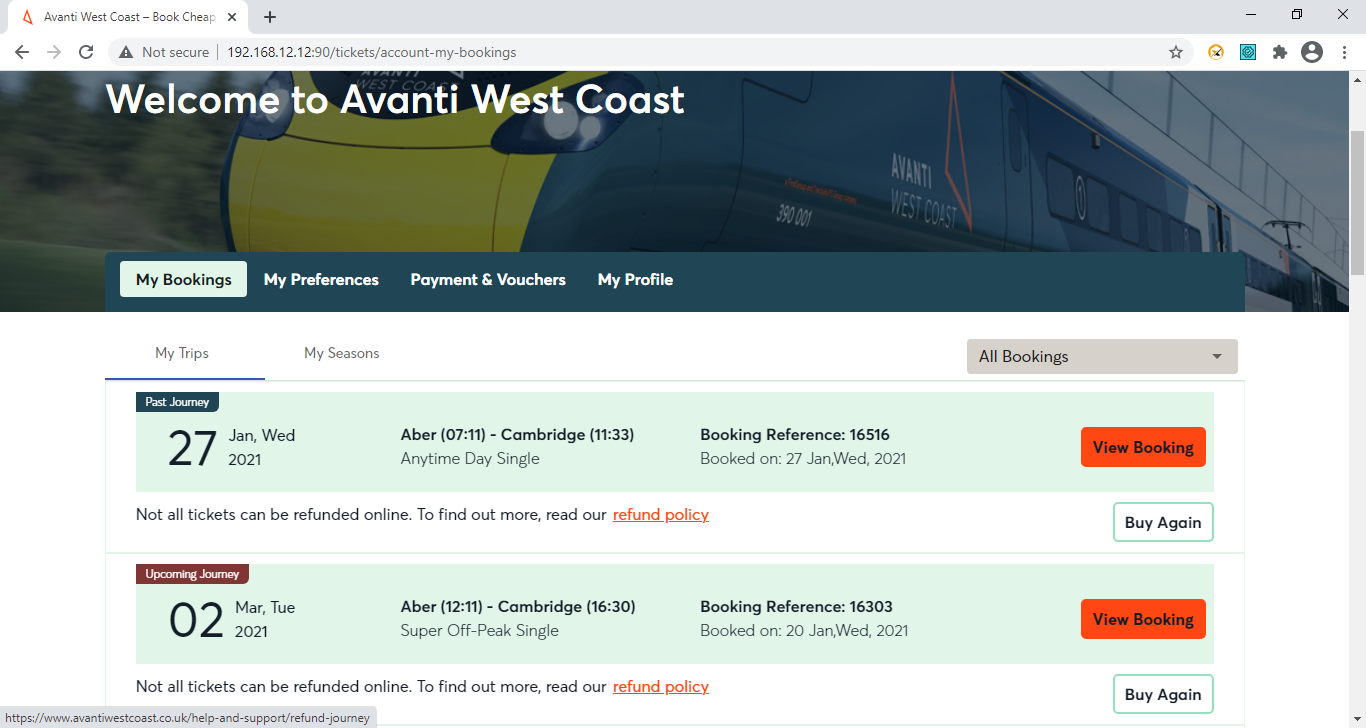 Avanti West Coast – Book Cheap
Not secure
192.168.12.12:90/tickets/account-my-bookings
AVANTI
WEST COAST
Welcome to Avanti West Coast
AVANTI
WEST COAST
390 001
My Bookings
My Preferences
Payment & Vouchers
My Profile
My Trips
My Seasons
All Bookings
Past Journey
27
Jan, Wed
2021
Aber (07:11) - Cambridge (11:33)
Anytime Day Single
Booking Reference: 16516
Booked on: 27 Jan,Wed, 2021
View Booking
Not all tickets can be refunded online. To find out more, read our refund policy
Buy Again
Upcoming Journey
02
Mar, Tue
2021
Aber (12:11) - Cambridge (16:30)
Super Off-Peak Single
Booking Reference: 16303
Booked on: 20 Jan,Wed, 2021
View Booking
Not all tickets can be refunded online. To find out more, read our refund policy
Buy Again
https://www.avantiwestcoast.co.uk/help-and-support/refund-journey